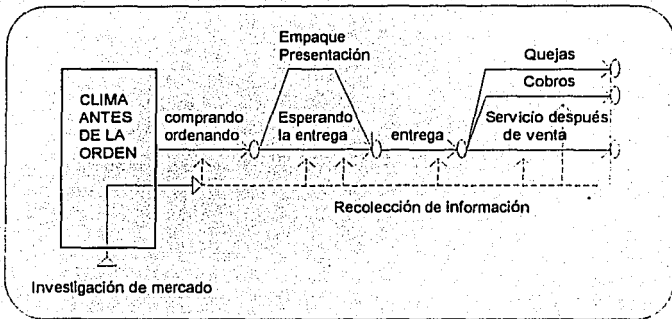 Empaque
Presentación
Quejas
Cobros
CLIMA
ANTES
DE LA
ORDEN
comprando
ordenando
Esperando
la entrega
entrega
Servicio después
de venta
Recolección de información
Investigación de mercado